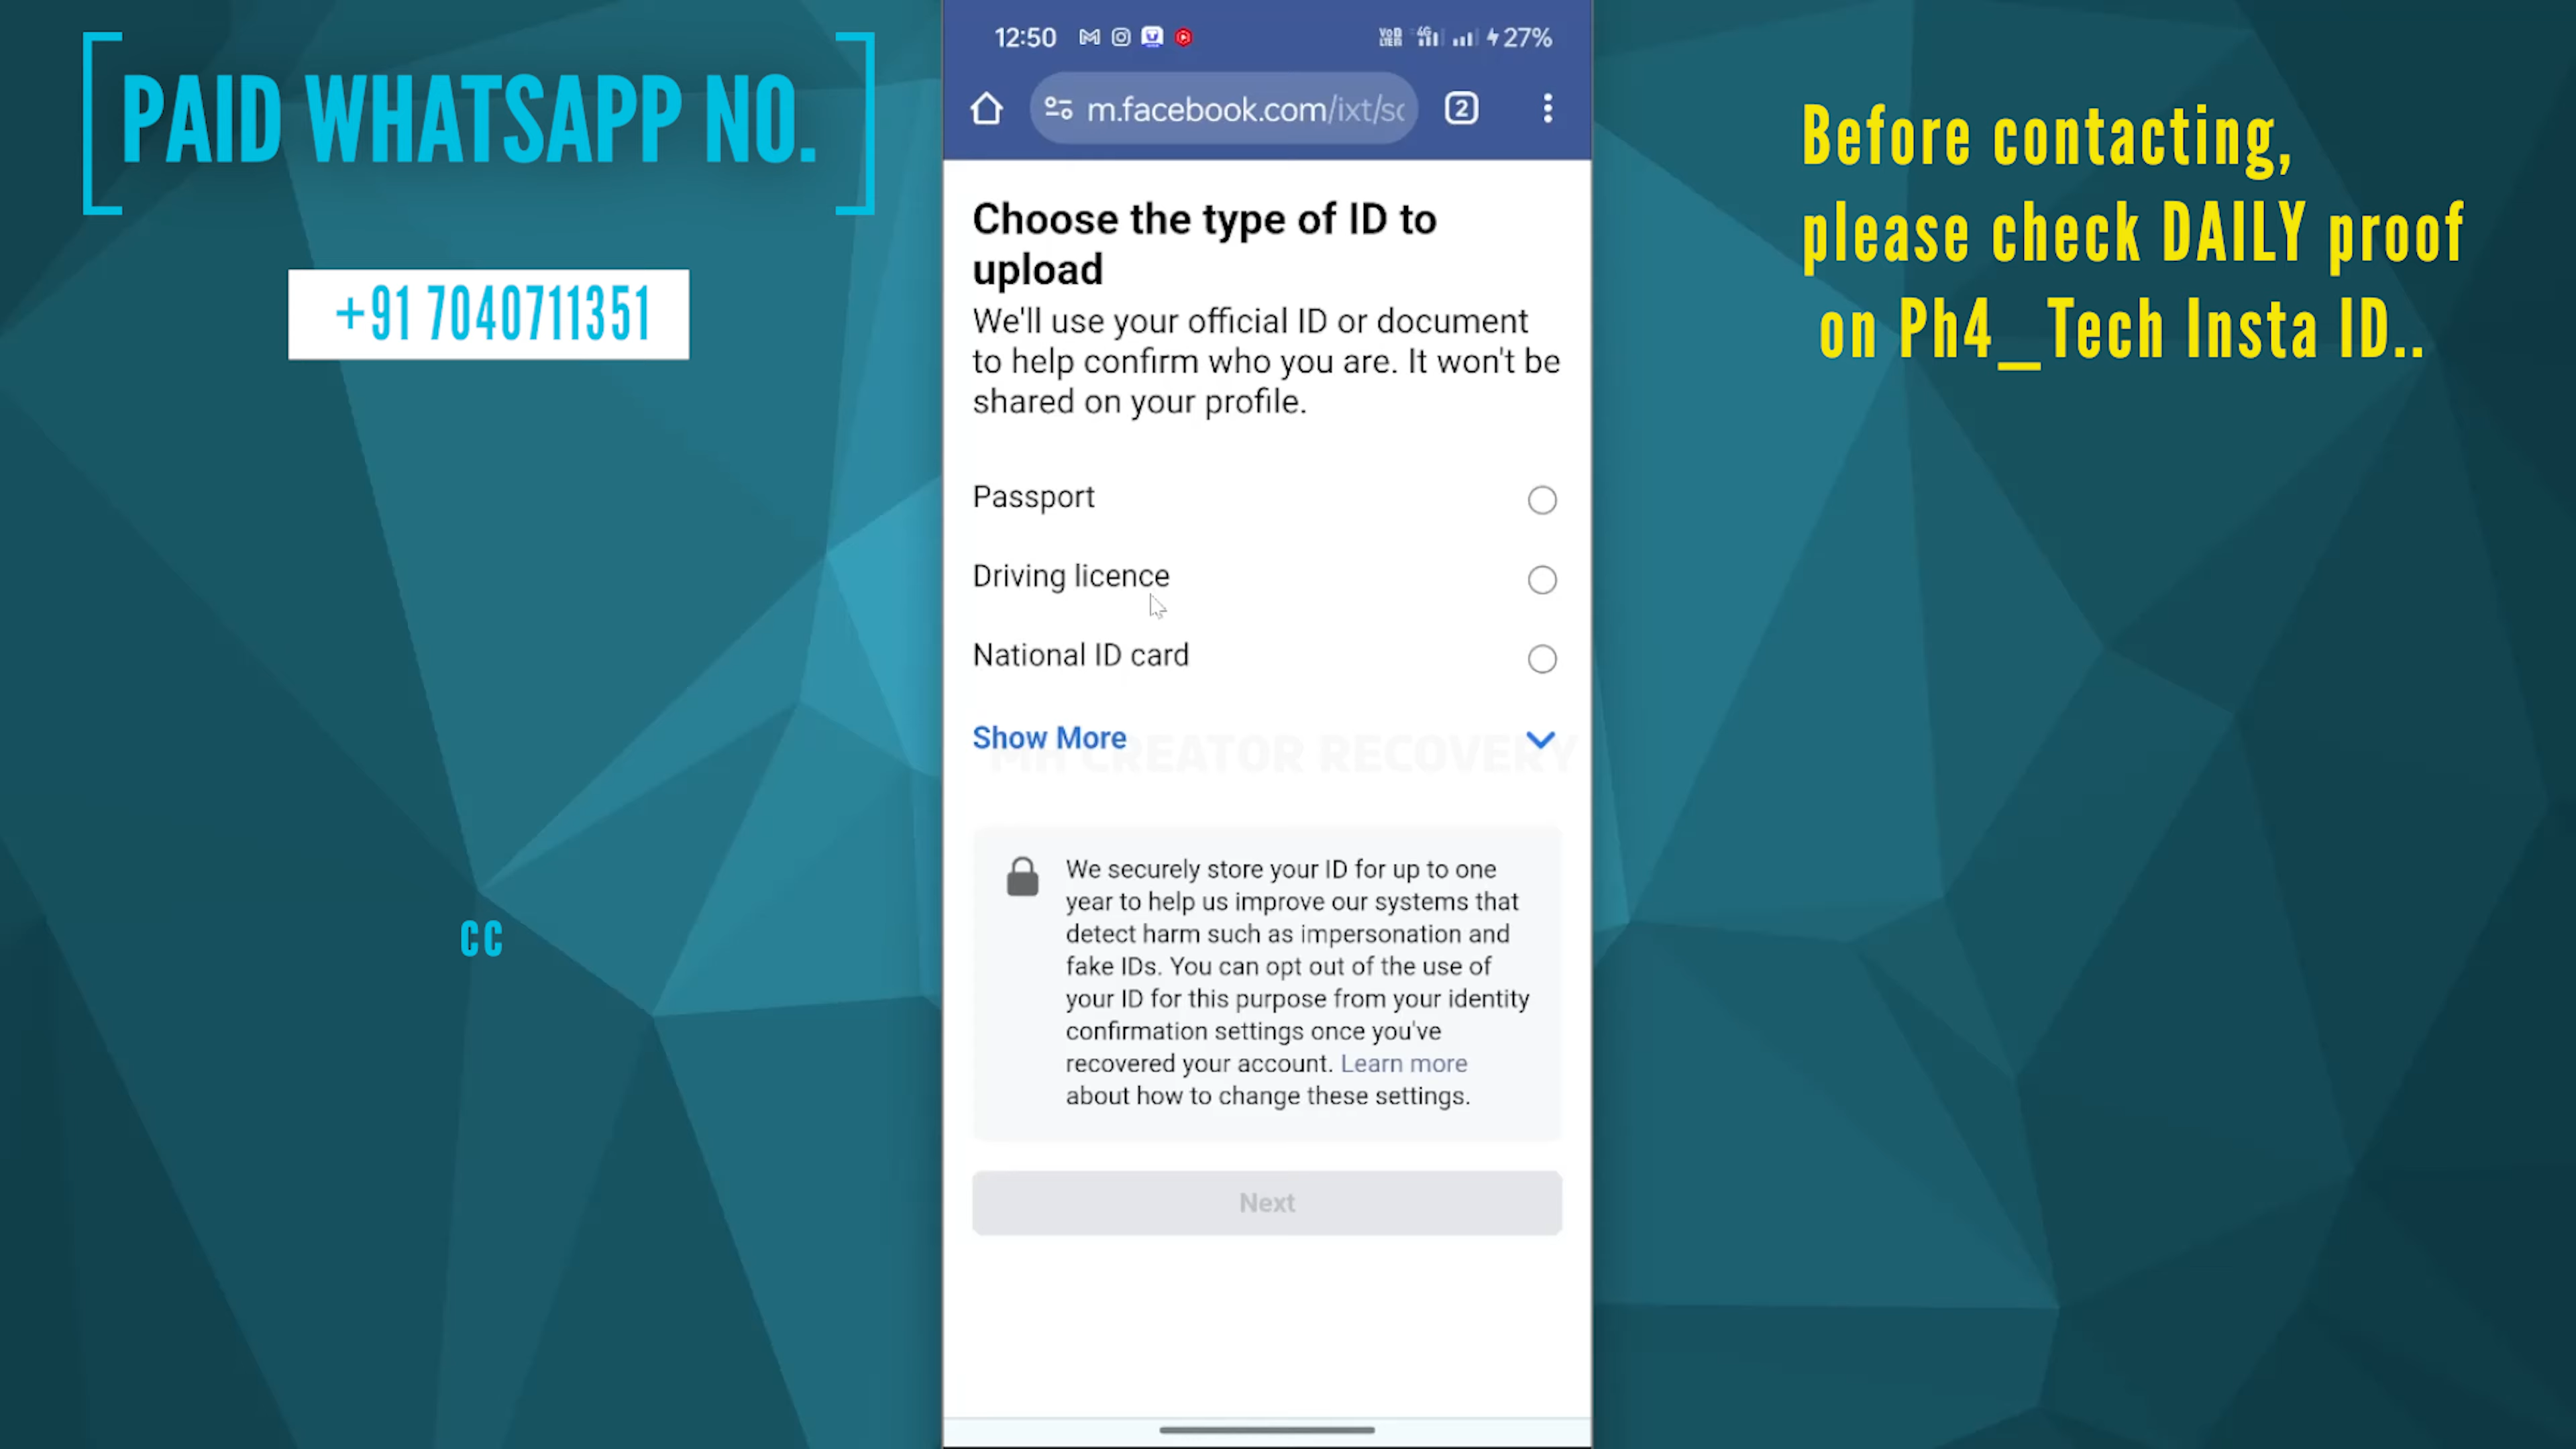 PAID WHATSAPP NO.
+91 7040711351
cc
12:50
27%
m.facebook.com/ixt/sc
2
Choose the type of ID to
upload
We'll use your official ID or document
to help confirm who you are. It won't be
shared on your profile.
Passport
Driving licence
National ID card
Show More
MH CREATOR RECOVERY
We securely store your ID for up to one
year to help us improve our systems that
detect harm such as impersonation and
fake IDs. You can opt out of the use of
your ID for this purpose from your identity
confirmation settings once you've
recovered your account. Learn more
about how to change these settings.
Next
Before contacting,
please check DAILY proof
on Ph4_Tech Insta ID..